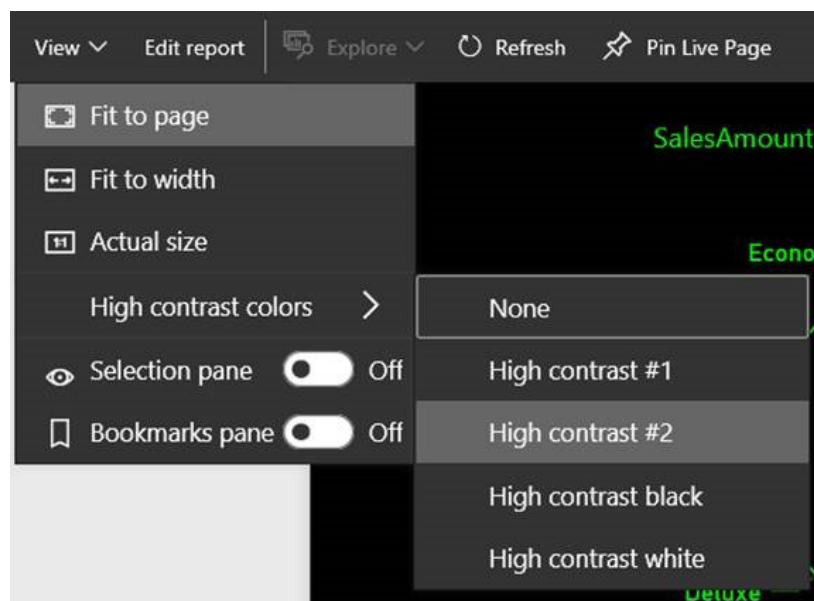 View Edit report Explore Refresh Pin Live Page
Fit to page
SalesAmount
Fit to width
Actual size
High contrast colors
None
Selection pane Off
High contrast #1
Bookmarks pane Off
High contrast #2
High contrast black
High contrast white
Deluxe